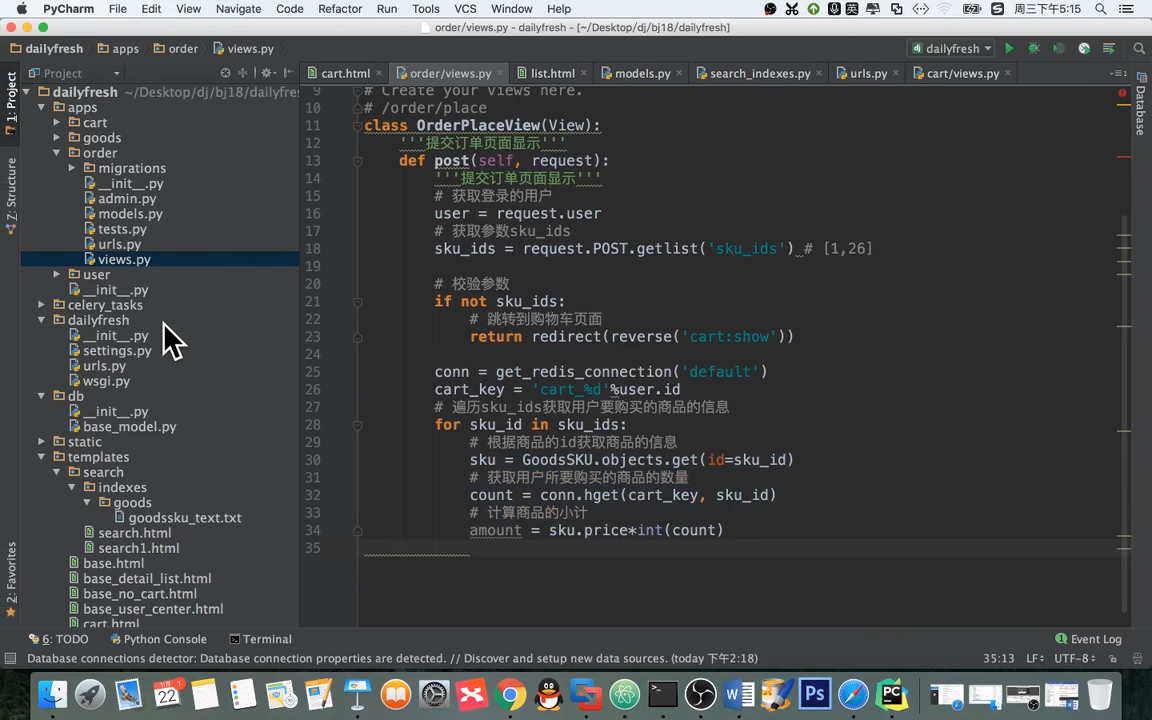 PyCharm File Edit View Navigate Code Refactor Run Tools VCS Window Help 英 周三下午5:15
order/views.py - dailyfresh - [~/Desktop/dj/bj18/dailyfresh]
dailyfresh apps order views.py dailyfresh
Project cart.html order/views.py list.html models.py search_indexes.py urls.py cart/views.py
1: Project
Z: Structure
2: Favorites
Database
dailyfresh ~/Desktop/dj/bj18/dailyfres
apps
cart
goods
order
migrations
__init__.py
admin.py
models.py
tests.py
urls.py
views.py
user
__init__.py
celery_tasks
dailyfresh
__init__.py
settings.py
urls.py
wsgi.py
db
__init__.py
base_model.py
static
templates
search
indexes
goods
goodssku_text.txt
search.html
search1.html
base.html
base_detail_list.html
base_no_cart.html
base_user_center.html
cart.html
9 # Create your views here.
10 # /order/place
11 class OrderPlaceView(View):
12 '''提交订单页面显示'''
13 def post(self, request):
14 '''提交订单页面显示'''
15 # 获取登录的用户
16 user = request.user
17 # 获取参数sku_ids
18 sku_ids = request.POST.getlist('sku_ids') # [1,26]
19
20 # 校验参数
21 if not sku_ids:
22 # 跳转到购物车页面
23 return redirect(reverse('cart:show'))
24
25 conn = get_redis_connection('default')
26 cart_key = 'cart_%d'%user.id
27 # 遍历sku_ids获取用户要购买的商品的信息
28 for sku_id in sku_ids:
29 # 根据商品的id获取商品的信息
30 sku = GoodsSKU.objects.get(id=sku_id)
31 # 获取用户所要购买的商品的数量
32 count = conn.hget(cart_key, sku_id)
33 # 计算商品的小计
34 amount = sku.price*int(count)
35
6: TODO Python Console Terminal 1 Event Log
Database connections detector: Database connection properties are detected. // Discover and setup new data sources. (today 下午2:18) 35:13 LF÷ UTF-8÷
22
Ps
PC